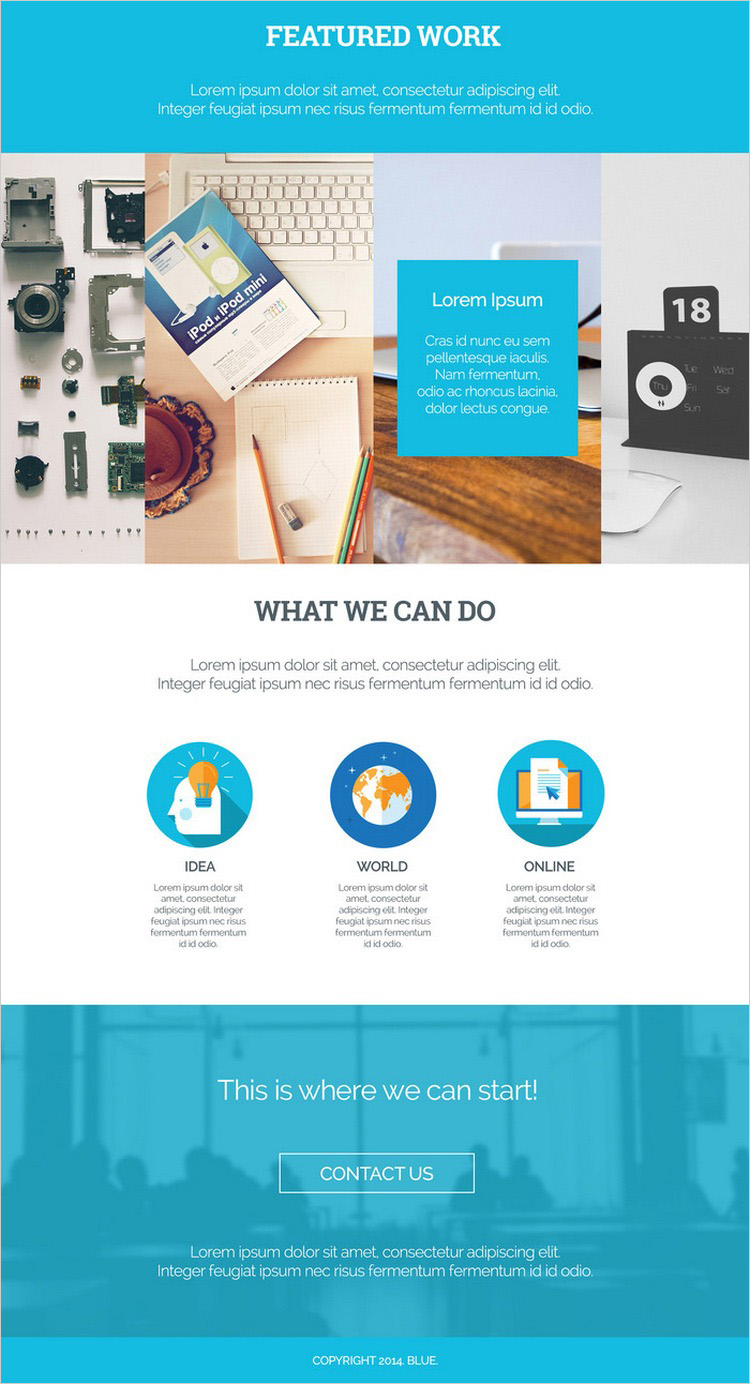 FEATURED WORK
Lorem ipsum dolor sit amet, consectetur adipiscing elit.
Integer feugiat ipsum nec risus fermentum fermentum id id odio.
iPod и iPod mini
Lorem Ipsum
Cras id nunc eu sem
pellentesque iaculis.
Nam fermentum,
odio ac rhoncus lacinia,
dolor lectus congue.
18
Tue Wed
Thu
Fri Sat
Sun
WHAT WE CAN DO
Lorem ipsum dolor sit amet, consectetur adipiscing elit.
Integer feugiat ipsum nec risus fermentum fermentum id id odio.
IDEA
Lorem ipsum dolor sit
amet, consectetur
adipiscing elit. Integer
feugiat ipsum nec risus
fermentum fermentum
id id odio.
WORLD
Lorem ipsum dolor sit
amet, consectetur
adipiscing elit. Integer
feugiat ipsum nec risus
fermentum fermentum
id id odio.
ONLINE
Lorem ipsum dolor sit
amet, consectetur
adipiscing elit. Integer
feugiat ipsum nec risus
fermentum fermentum
id id odio.
This is where we can start!
CONTACT US
Lorem ipsum dolor sit amet, consectetur adipiscing elit.
Integer feugiat ipsum nec risus fermentum fermentum id id odio.
COPYRIGHT 2014. BLUE.